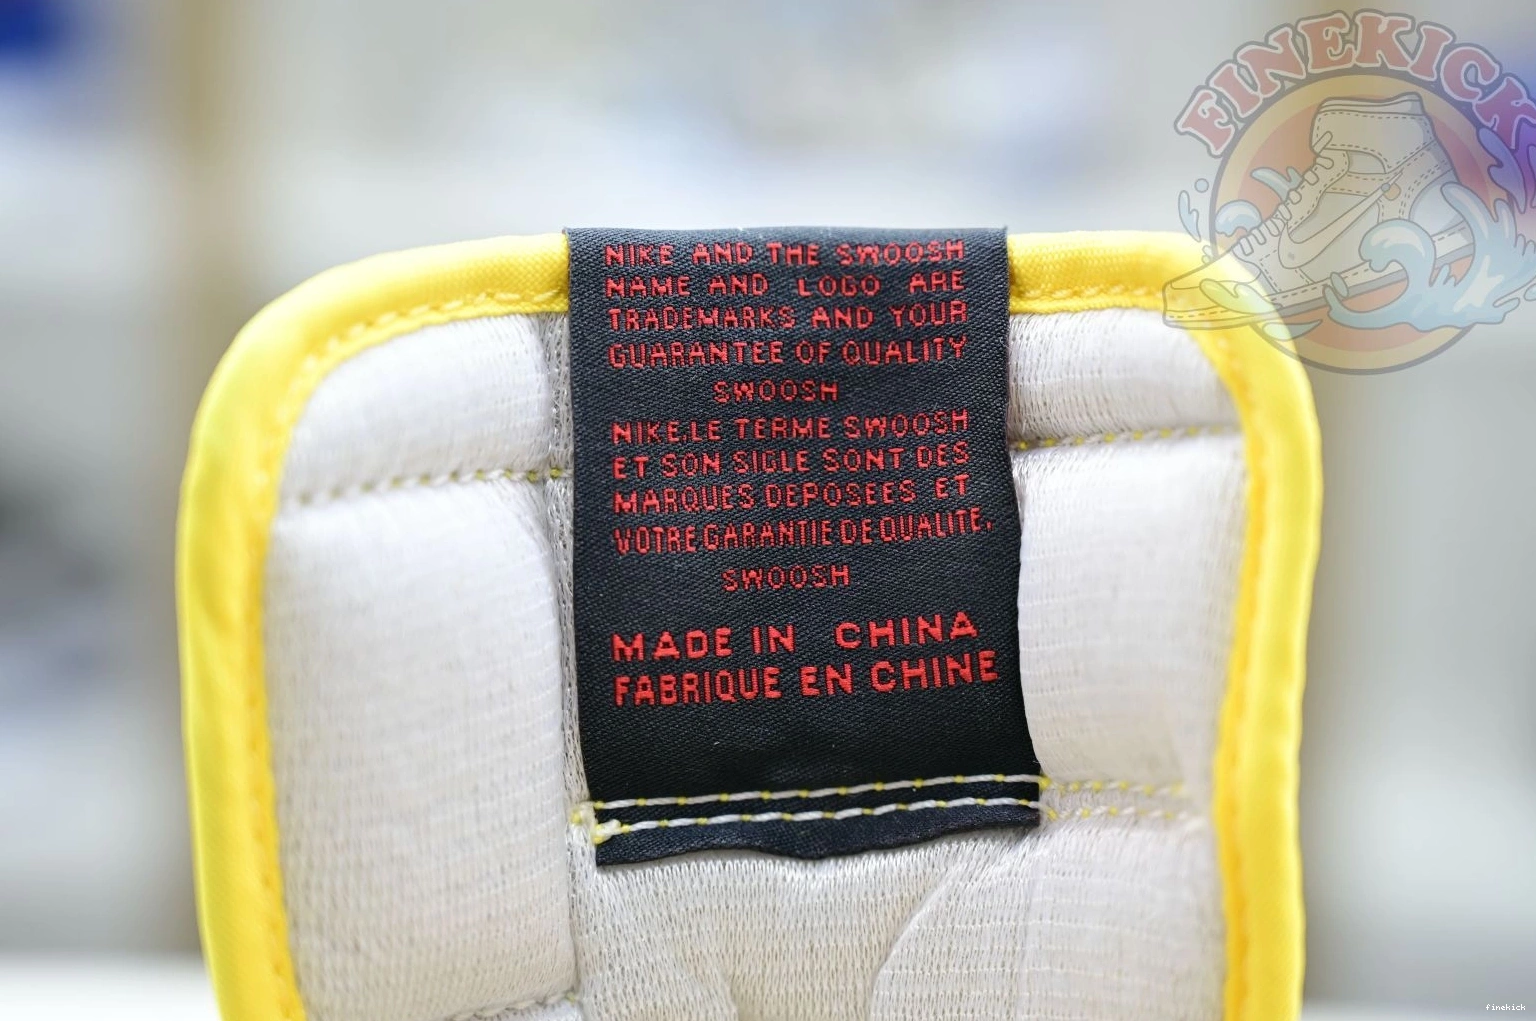 FINEKICK
NIKE AND THE SWOOSH
NAME AND LOGO ARE
TRADEMARKS AND YOUR
GUARANTEE OF QUALITY
SWOOSH
NIKE,LE TERME SWOOSH
ET SON SIGLE SONT DES
MARQUES DEPOSEES ET
VOTRE GARANTIE DE QUALITE.
SWOOSH
MADE IN CHINA
FABRIQUE EN CHINE
finekick